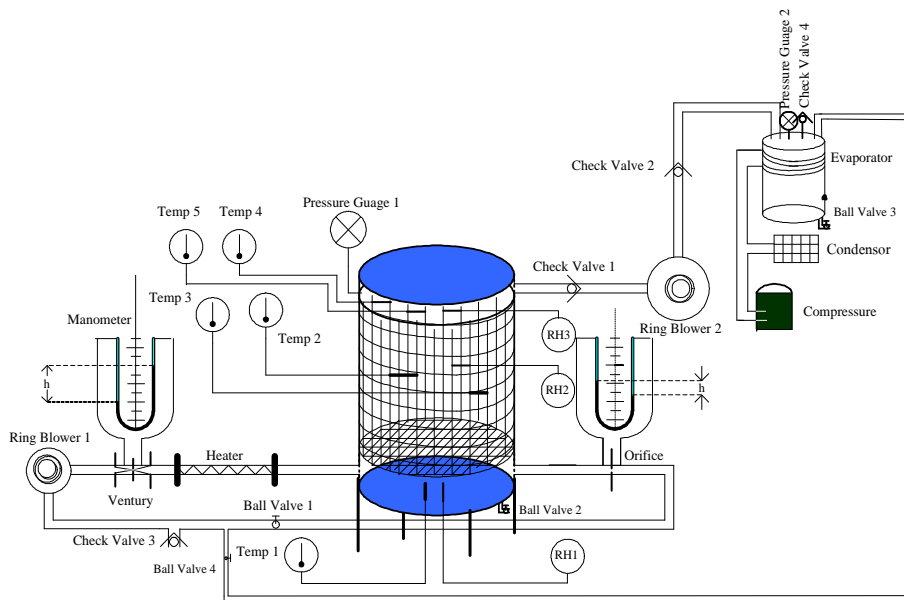 Pressure Guage 2
Check Valve 4
Check Valve 2
Evaporator
Temp 5
Temp 4
Pressure Guage 1
Ball Valve 3
Condensor
Check Valve 1
Temp 3
Manometer
Temp 2
Ring Blower 2
Compressure
RH3
h
h
RH2
Ring Blower 1
Heater
Orifice
Ventury
Ball Valve 1
Ball Valve 2
Check Valve 3
Temp 1
RH1
Ball Valve 4